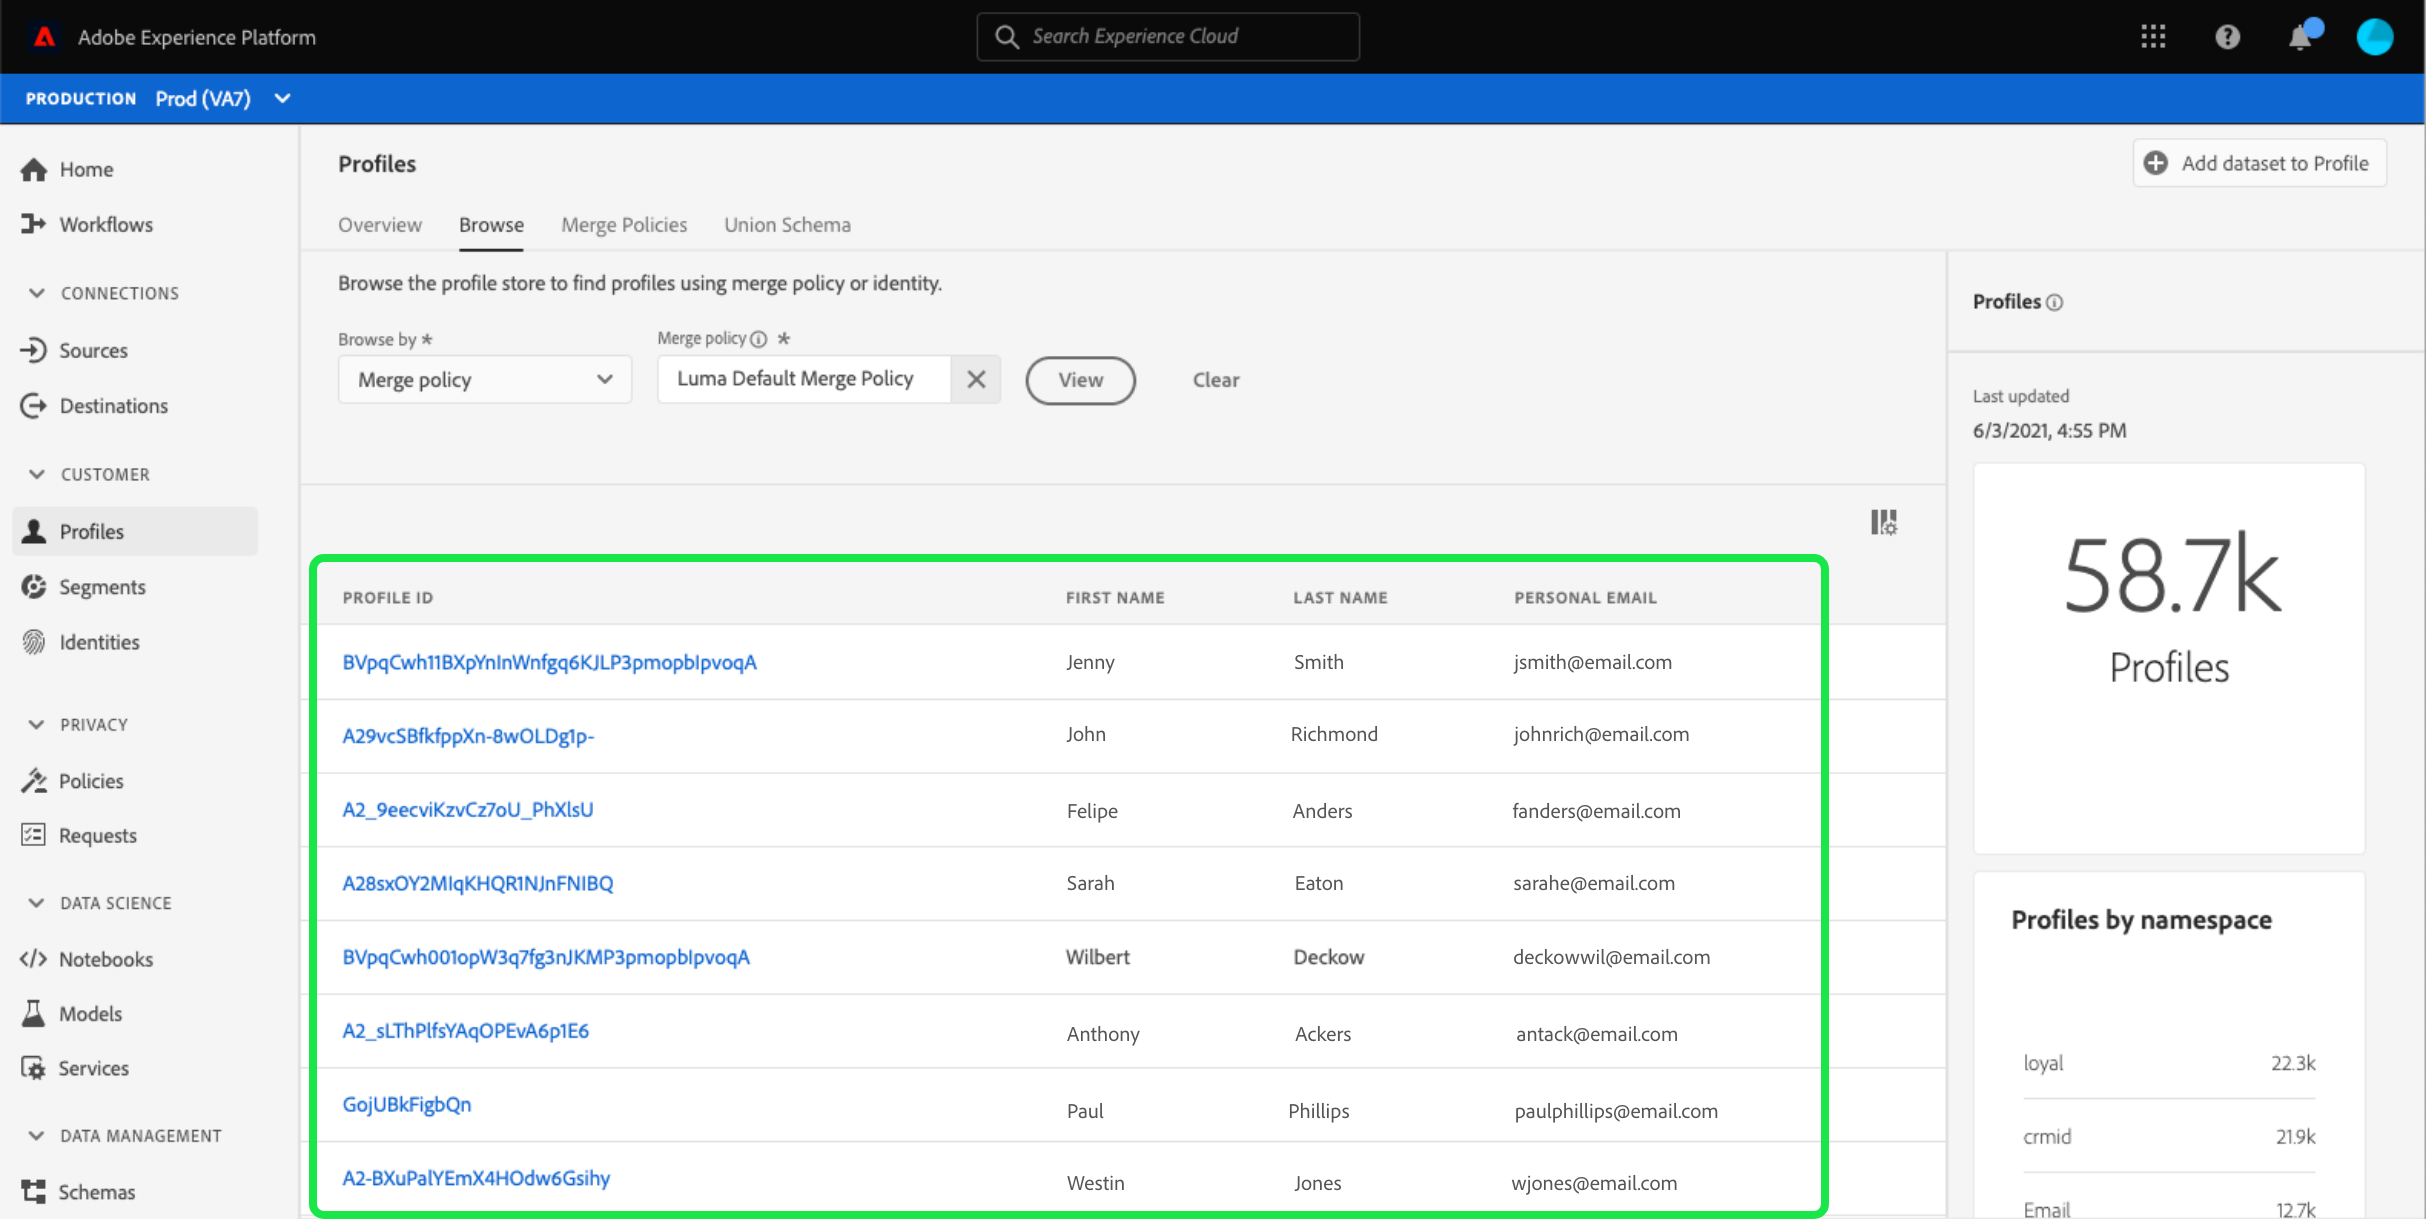 Adobe Experience Platform
Search Experience Cloud
PRODUCTION Prod (VA7)
Home
Workflows
CONNECTIONS
Sources
Destinations
CUSTOMER
Profiles
Segments
Identities
PRIVACY
Policies
Requests
DATA SCIENCE
Notebooks
Models
Services
DATA MANAGEMENT
Schemas
Profiles
Add dataset to Profile
Overview Browse Merge Policies Union Schema
Browse the profile store to find profiles using merge policy or identity.
Browse by * Merge policy *
Merge policy Luma Default Merge Policy View Clear
PROFILE ID FIRST NAME LAST NAME PERSONAL EMAIL
BVpqCwh11BXpYnInWnfgq6KJLP3pmopbIpvoqA Jenny Smith jsmith@email.com
A29vcSBfkfppXn-8wOLDg1p- John Richmond johnrich@email.com
A2_9eecviKzvCz7oU_PhXlsU Felipe Anders fanders@email.com
A28sxOY2MIqKHQR1NJnFNIBQ Sarah Eaton sarahe@email.com
BVpqCwh001opW3q7fg3nJKMP3pmopbIpvoqA Wilbert Deckow deckowwil@email.com
A2_sLThPlfsYAqOPEvA6p1E6 Anthony Ackers antack@email.com
GojUBkFigbQn Paul Phillips paulphillips@email.com
A2-BXuPalYEmX4HOdw6Gsihy Westin Jones wjones@email.com
Profiles
Last updated
6/3/2021, 4:55 PM
58.7k
Profiles
Profiles by namespace
loyal 22.3k
crmid 21.9k
Email 12.7k